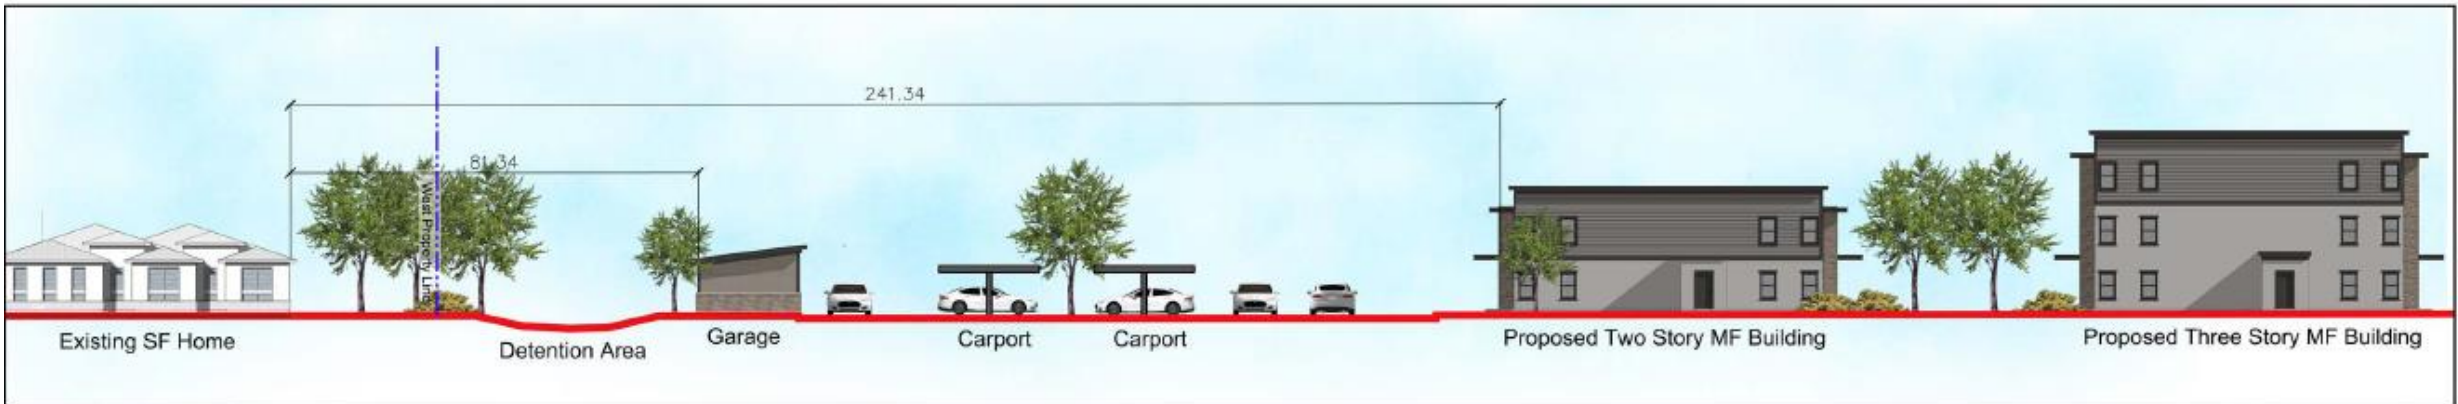 241.34
81.34
West Property Line
Existing SF Home
Detention Area
Garage
Carport
Carport
Proposed Two Story MF Building
Proposed Three Story MF Building